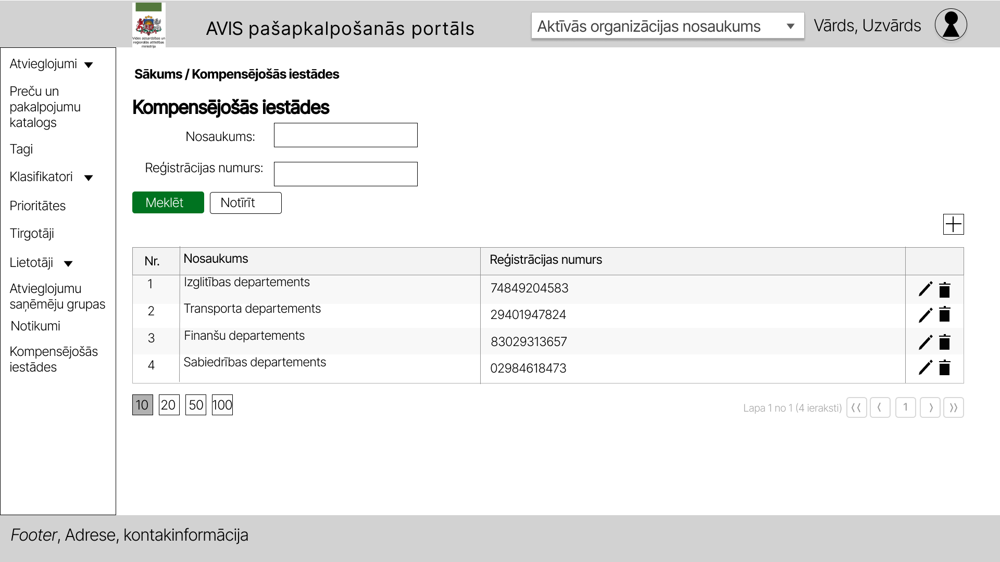 Vides aizsardzības un
reģionālās attīstības
ministrija
AVIS pašapkalpošanās portāls
Aktīvās organizācijas nosaukums
Vārds, Uzvārds
Atvieglojumi
Preču un
pakalpojumu
katalogs
Tagi
Klasifikatori
Prioritātes
Tirgotāji
Lietotāji
Atvieglojumu
saņēmēju grupas
Notikumi
Kompensējošās
iestādes
Sākums / Kompensējošās iestādes
Kompensējošās iestādes
Nosaukums:
Reģistrācijas numurs:
Meklēt Notīrīt
Nr. Nosaukums Reģistrācijas numurs
1 Izglitības departements 74849204583
2 Transporta departements 29401947824
3 Finanšu departements 83029313657
4 Sabiedrības departements 02984618473
10 20 50 100
Lapa 1 no 1 (4 ieraksti) 1
Footer, Adrese, kontakinformācija